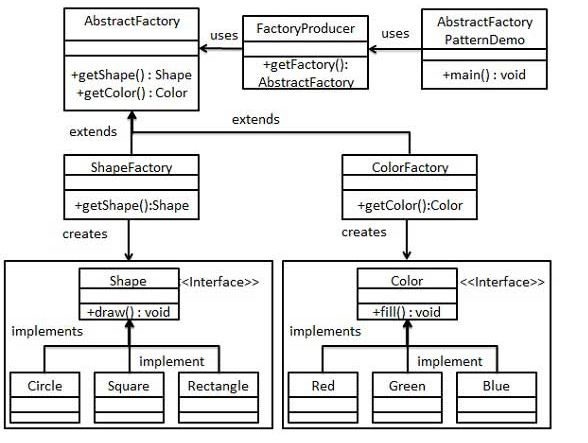 AbstractFactory
+getShape() : Shape
+getColor() : Color
uses
FactoryProducer
+getFactory():
AbstractFactory
uses
AbstractFactory
PatternDemo
+main() : void
extends
extends
ShapeFactory
+getShape():Shape
ColorFactory
+getColor():Color
creates
creates
Shape
<<Interface>>
+draw() : void
implements
implement
Circle
Square
Rectangle
Color
<<Interface>>
+fill() : void
implements
implement
Red
Green
Blue